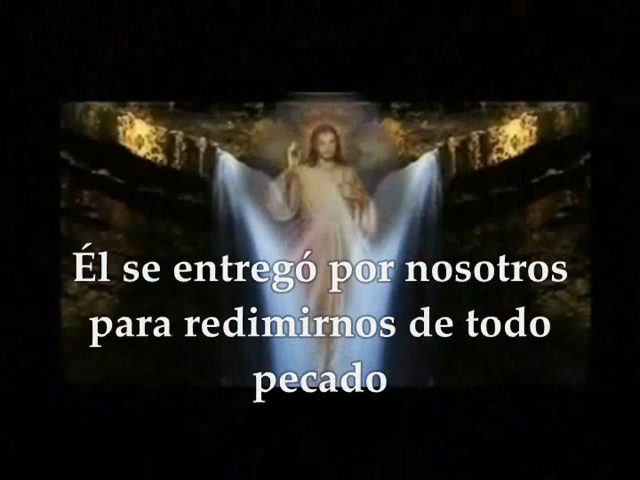 Él se entregó por nosotros
para redimirnos de todo
pecado